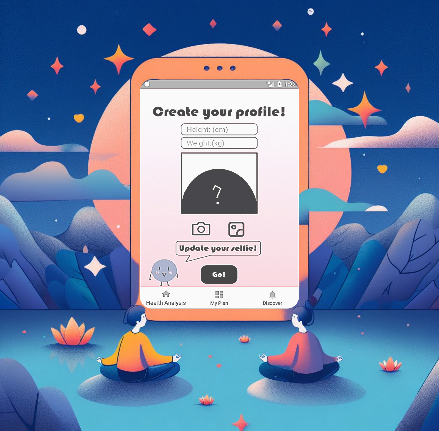 Create your profile!
Height: (cm)
Weight:(kg)
?
Update your selfie!
Go!
Health Analysis My Plan Discover